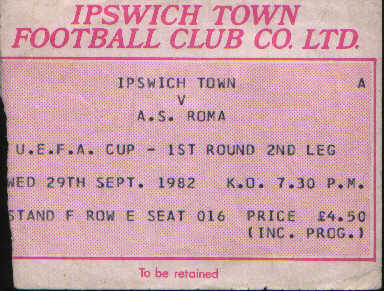 IPSWICH TOWN
FOOTBALL CLUB CO. LTD.
IPSWICH TOWN A
V
A.S. ROMA
U.E.F.A. CUP - 1ST ROUND 2ND LEG
WED 29TH SEPT. 1982 K.O. 7.30 P.M.
STAND F ROW E SEAT 016 PRICE £4.50
(INC. PROG.)
To be retained